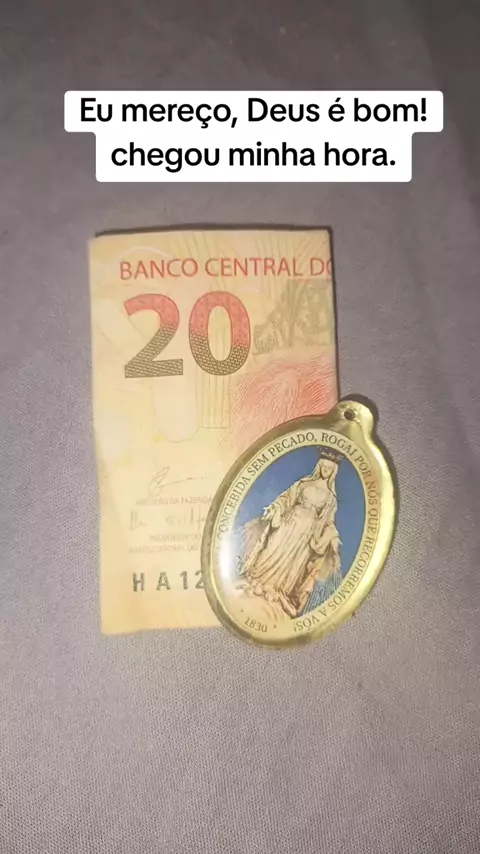 Eu mereço, Deus é bom!
chegou minha hora.
BANCO CENTRAL DO
20
HA12
CONCEBIDA SEM PECADO, ROGAI POR NÓS QUE RECORREMOS A VÓS!
1830